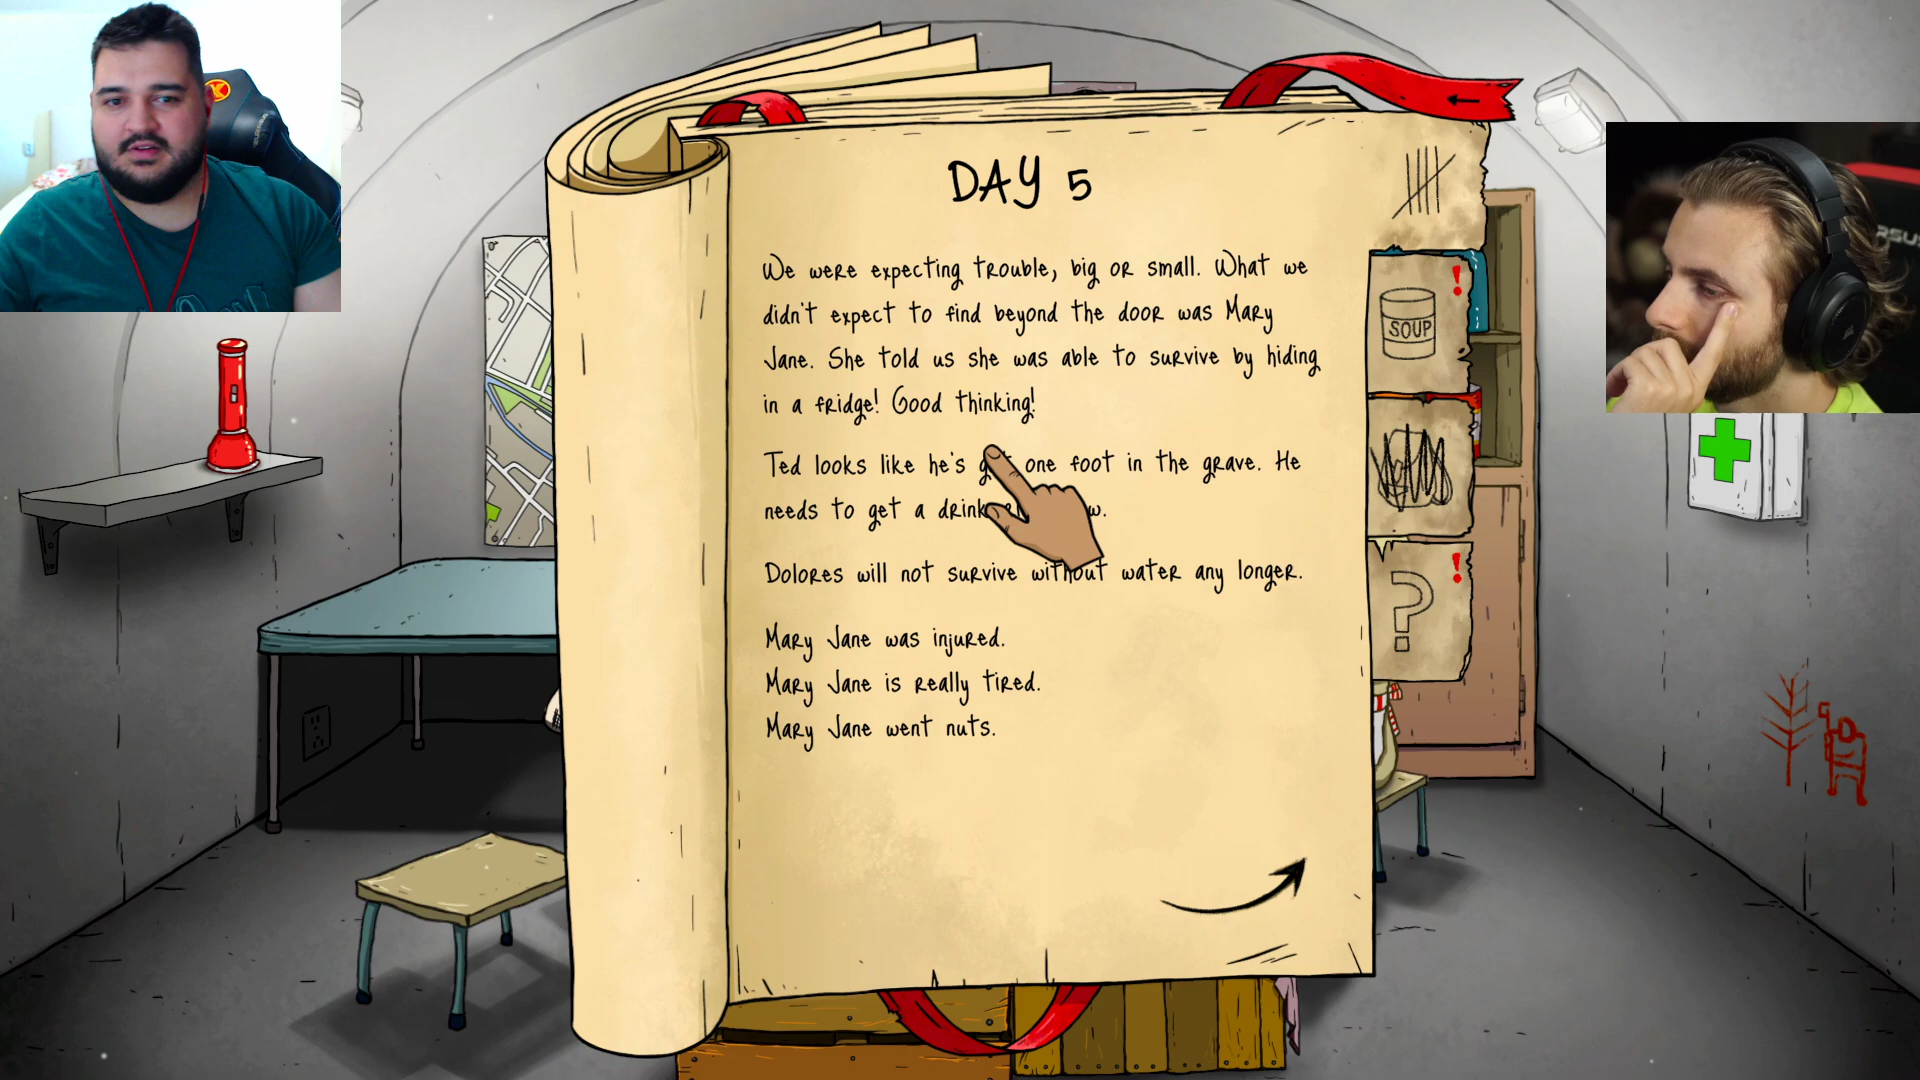 DAY 5
We were expecting trouble, big or small. What we
didn't expect to find beyond the door was Mary
Jane. She told us she was able to survive by hiding
in a fridge! Good thinking!
Ted looks like he's one foot in the grave. He
needs to get a drink
Dolores will not survive without water any longer.
Mary Jane was injured.
Mary Jane is really tired.
Mary Jane went nuts.
!
SOUP
!
?